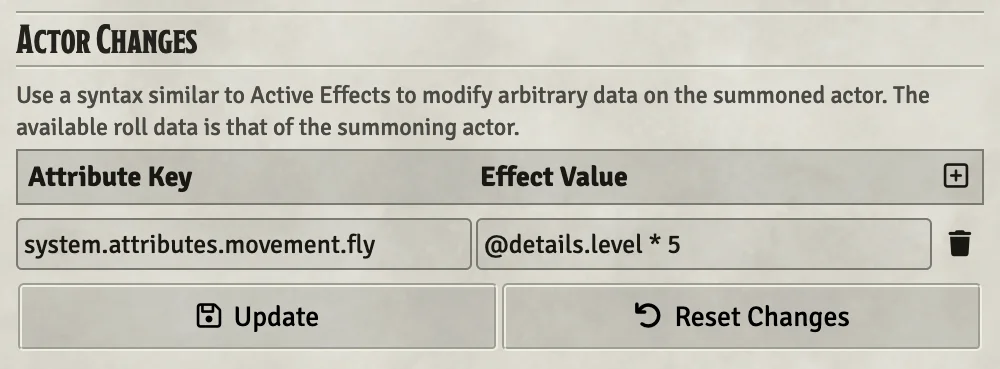 Actor Changes
Use a syntax similar to Active Effects to modify arbitrary data on the summoned actor. The
available roll data is that of the summoning actor.
Attribute Key Effect Value
system.attributes.movement.fly @details.level * 5
Update Reset Changes